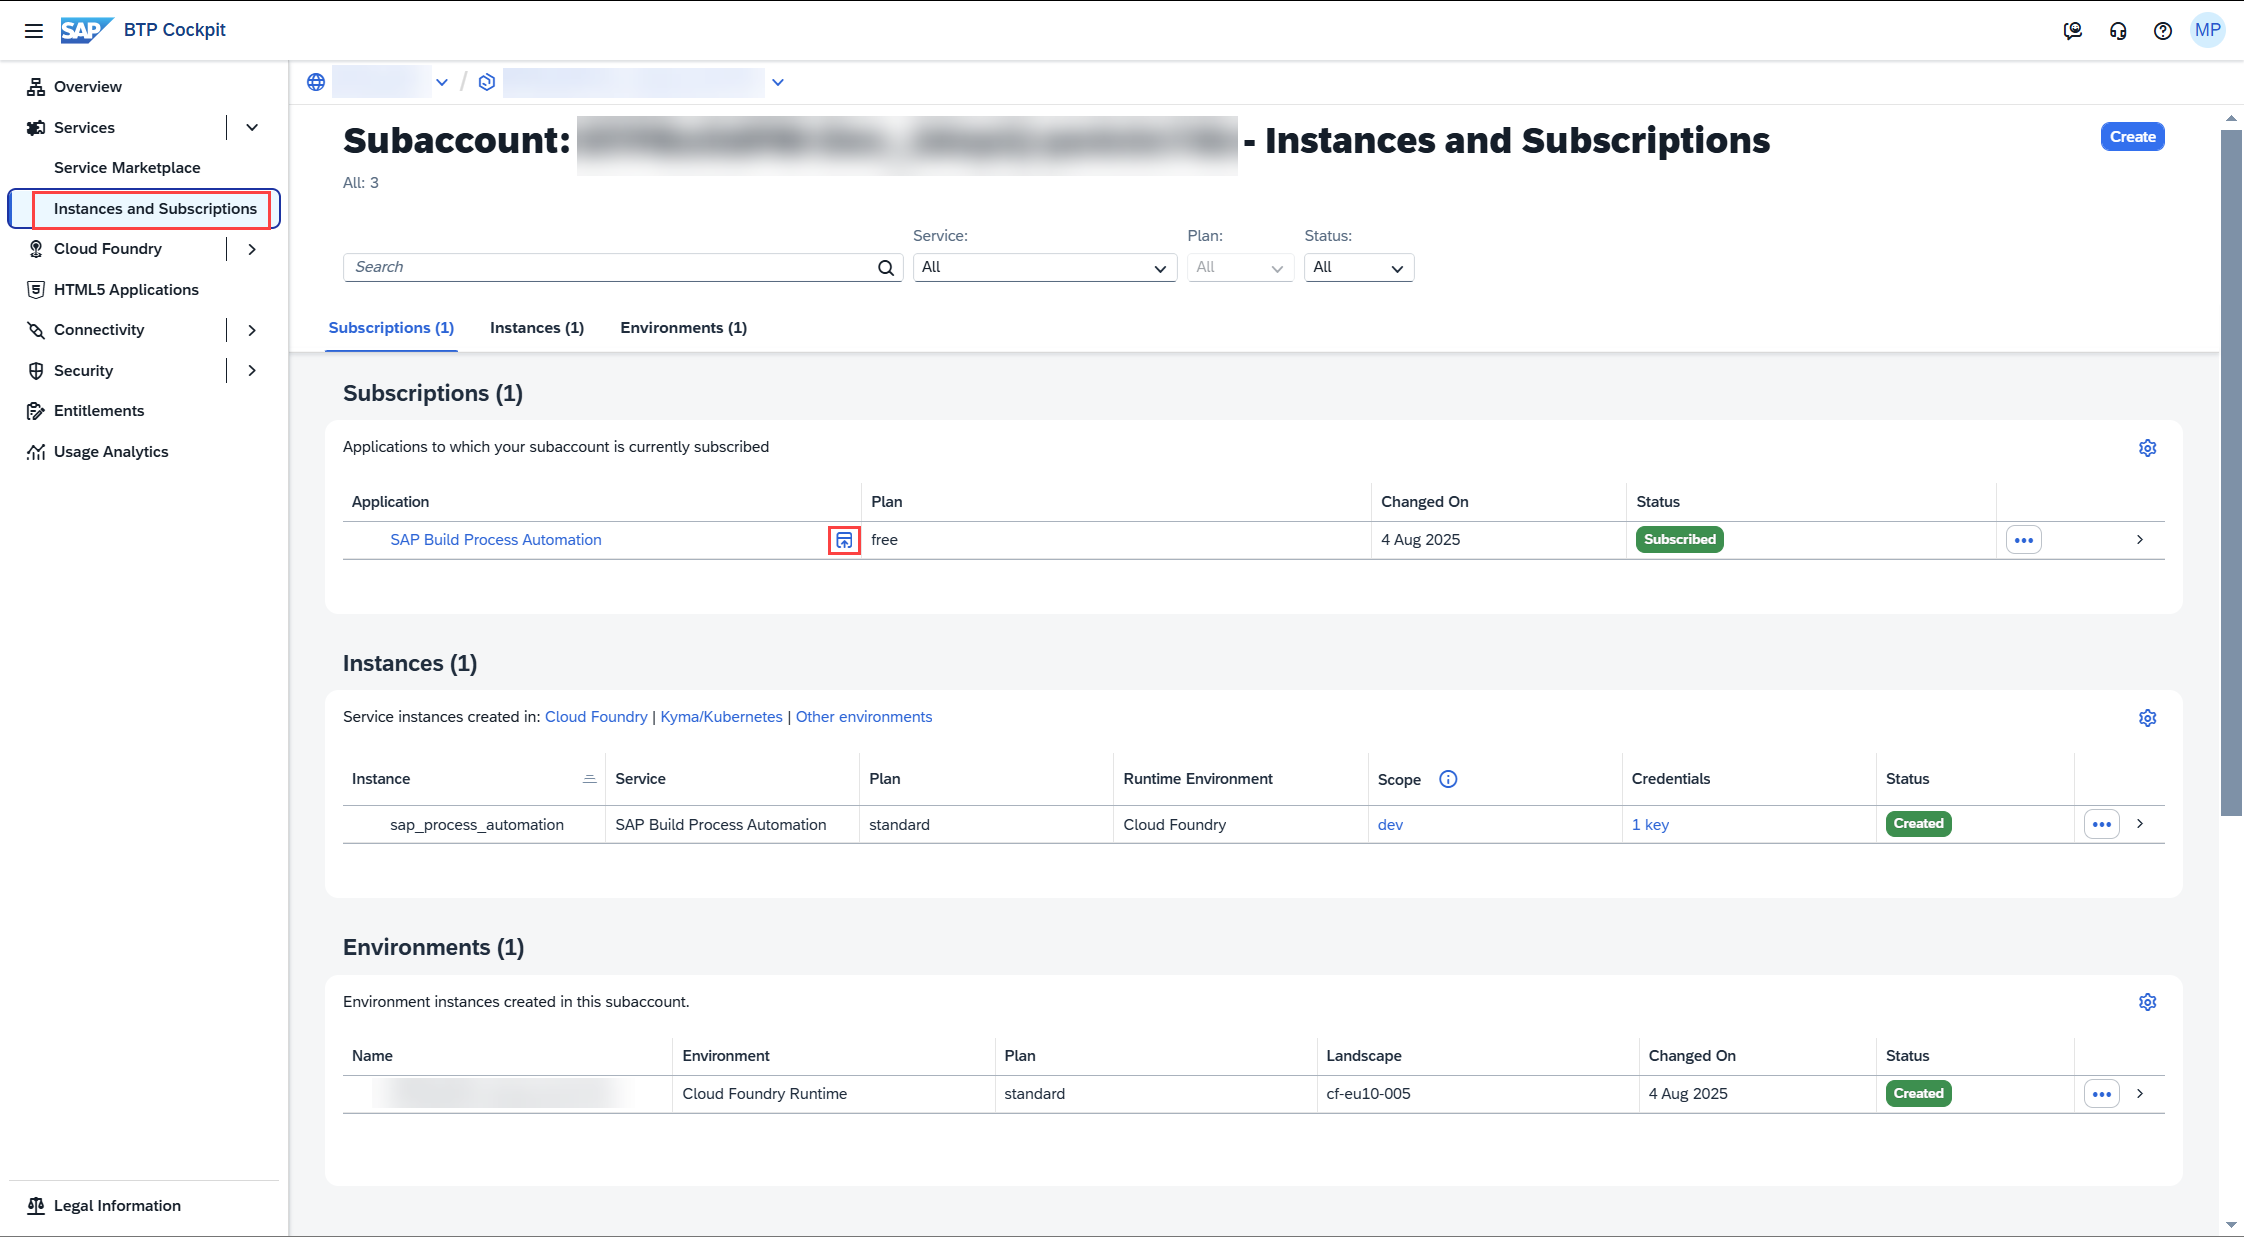 SAP BTP Cockpit
MP
Overview
Services
Service Marketplace
Instances and Subscriptions
Cloud Foundry
HTML5 Applications
Connectivity
Security
Entitlements
Usage Analytics
Legal Information
/
Subaccount: - Instances and Subscriptions
Create
All: 3
Service: Plan: Status:
Search All All All
Subscriptions (1) Instances (1) Environments (1)
Subscriptions (1)
Applications to which your subaccount is currently subscribed
Application Plan Changed On Status
SAP Build Process Automation free 4 Aug 2025 Subscribed
Instances (1)
Service instances created in: Cloud Foundry | Kyma/Kubernetes | Other environments
Instance Service Plan Runtime Environment Scope Credentials Status
sap_process_automation SAP Build Process Automation standard Cloud Foundry dev 1 key Created
Environments (1)
Environment instances created in this subaccount.
Name Environment Plan Landscape Changed On Status
Cloud Foundry Runtime standard cf-eu10-005 4 Aug 2025 Created